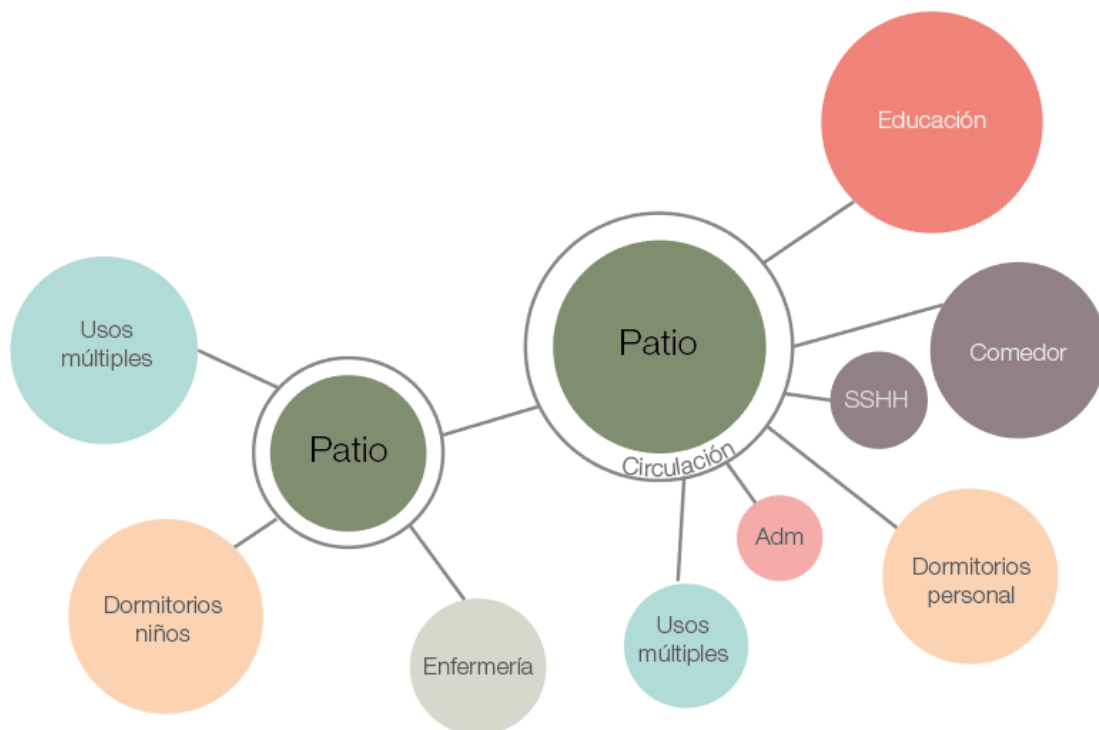 Educación
Patio
Usos
múltiples
Comedor
SSHH
Patio
Circulación
Adm
Dormitorios
personal
Dormitorios
niños
Usos
múltiples
Enfermería